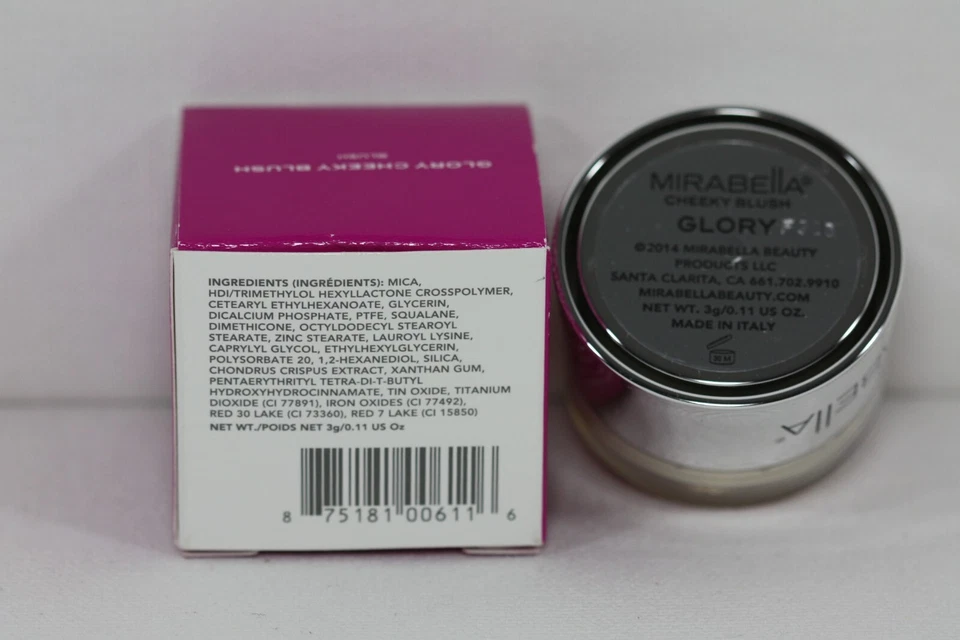 GLORY CHEEKY BLUSH
BLUSH
INGREDIENTS (INGRÉDIENTS): MICA,
HDI/TRIMETHYLOL HEXYLLACTONE CROSSPOLYMER,
CETEARYL ETHYLHEXANOATE, GLYCERIN,
DICALCIUM PHOSPHATE, PTFE, SQUALANE,
DIMETHICONE, OCTYLDODECYL STEAROYL
STEARATE, ZINC STEARATE, LAUROYL LYSINE,
CAPRYLYL GLYCOL, ETHYLHEXYLGLYCERIN,
POLYSORBATE 20, 1,2-HEXANEDIOL, SILICA,
CHONDRUS CRISPUS EXTRACT, XANTHAN GUM,
PENTAERYTHRITYL TETRA-DI-T-BUTYL
HYDROXYHYDROCINNAMATE, TIN OXIDE, TITANIUM
DIOXIDE (CI 77891), IRON OXIDES (CI 77492),
RED 30 LAKE (CI 73360), RED 7 LAKE (CI 15850)
NET WT./POIDS NET 3g/0.11 US Oz
8 75181 00611 6
MIRABEllA®
CHEEKY BLUSH
GLORY
©2014 MIRABELLA BEAUTY
PRODUCTS LLC
SANTA CLARITA, CA 661.702.9910
MIRABELLABEAUTY.COM
NET WT. 3g/0.11 US OZ.
MADE IN ITALY